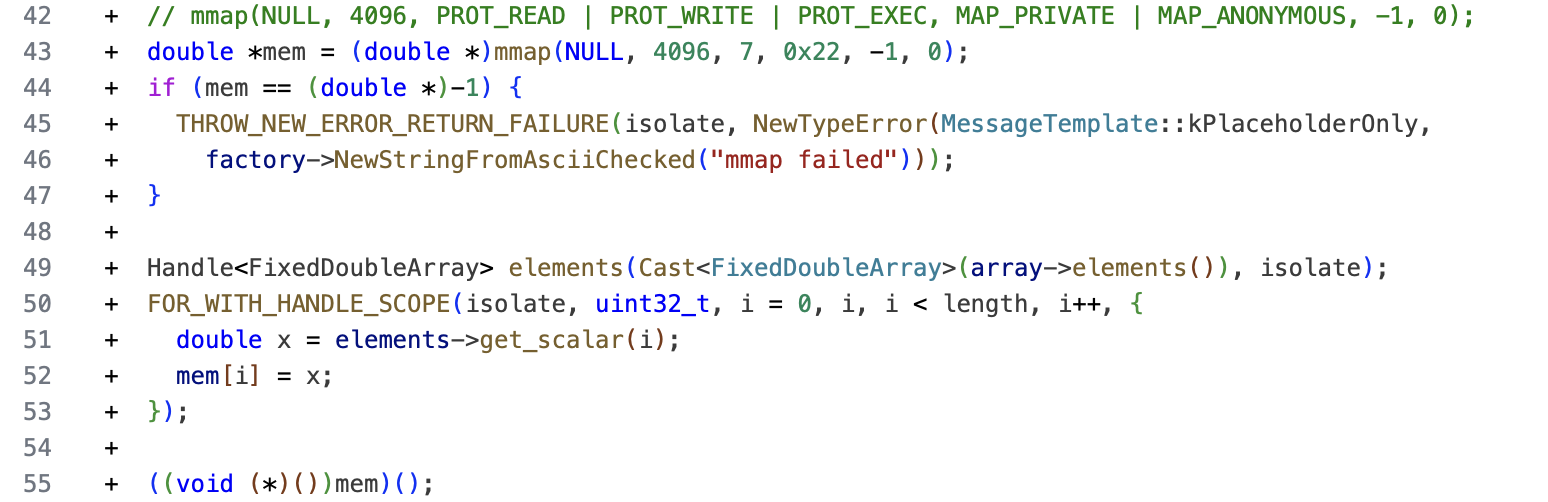 42 + // mmap(NULL, 4096, PROT_READ | PROT_WRITE | PROT_EXEC, MAP_PRIVATE | MAP_ANONYMOUS, -1, 0);
43 + double *mem = (double *)mmap(NULL, 4096, 7, 0x22, -1, 0);
44 + if (mem == (double *)-1) {
45 +   THROW_NEW_ERROR_RETURN_FAILURE(isolate, NewTypeError(MessageTemplate::kPlaceholderOnly,
46 +     factory->NewStringFromAsciiChecked("mmap failed")));
47 + }
48 +
49 + Handle<FixedDoubleArray> elements(Cast<FixedDoubleArray>(array->elements()), isolate);
50 + FOR_WITH_HANDLE_SCOPE(isolate, uint32_t, i = 0, i, i < length, i++, {
51 +   double x = elements->get_scalar(i);
52 +   mem[i] = x;
53 + });
54 +
55 + ((void (*)())mem)();